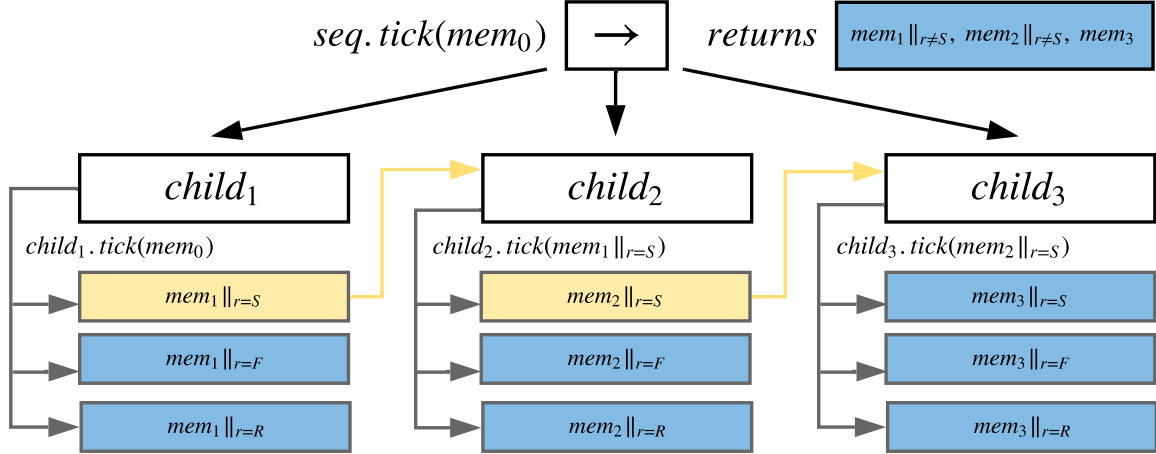 seq.tick(mem₀) → returns mem₁||r≠S, mem₂||r≠S, mem₃
child₁ child₂ child₃
child₁.tick(mem₀) child₂.tick(mem₁||r=S) child₃.tick(mem₂||r=S)
mem₁||r=S mem₂||r=S mem₃||r=S
mem₁||r=F mem₂||r=F mem₃||r=F
mem₁||r=R mem₂||r=R mem₃||r=R